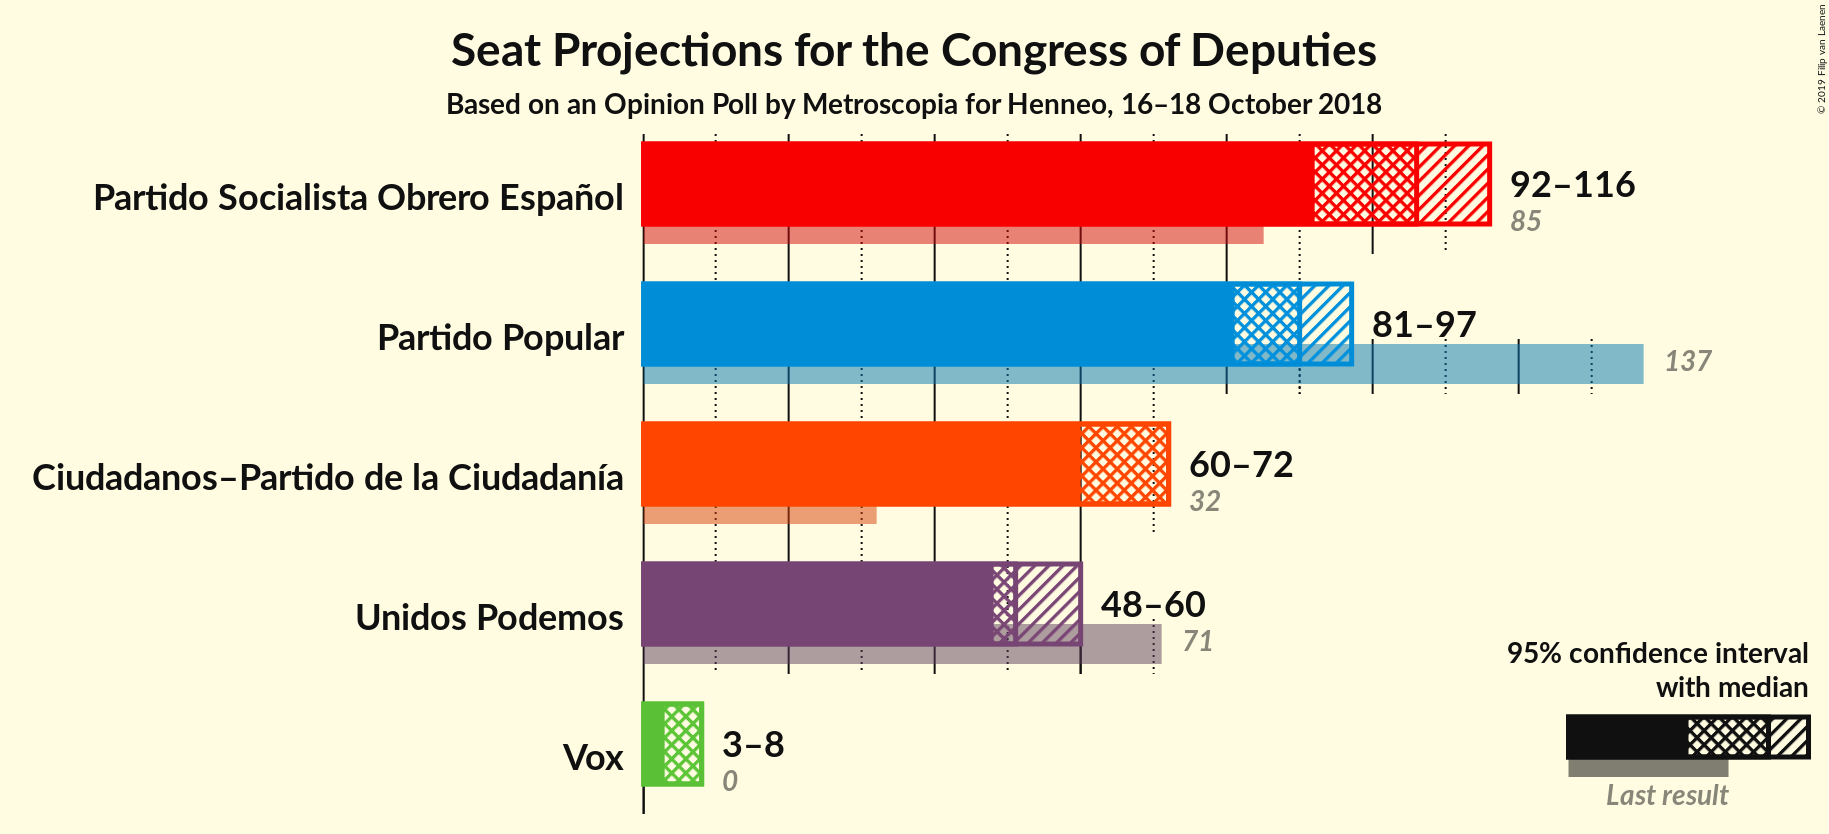 Seat Projections for the Congress of Deputies
Based on an Opinion Poll by Metroscopia for Henneo, 16–18 October 2018
© 2019 Filip van Laenen
Partido Socialista Obrero Español
92–116
85
Partido Popular
81–97
137
Ciudadanos–Partido de la Ciudadanía
60–72
32
Unidos Podemos
48–60
71
Vox
3–8
0
95% confidence interval
with median
Last result